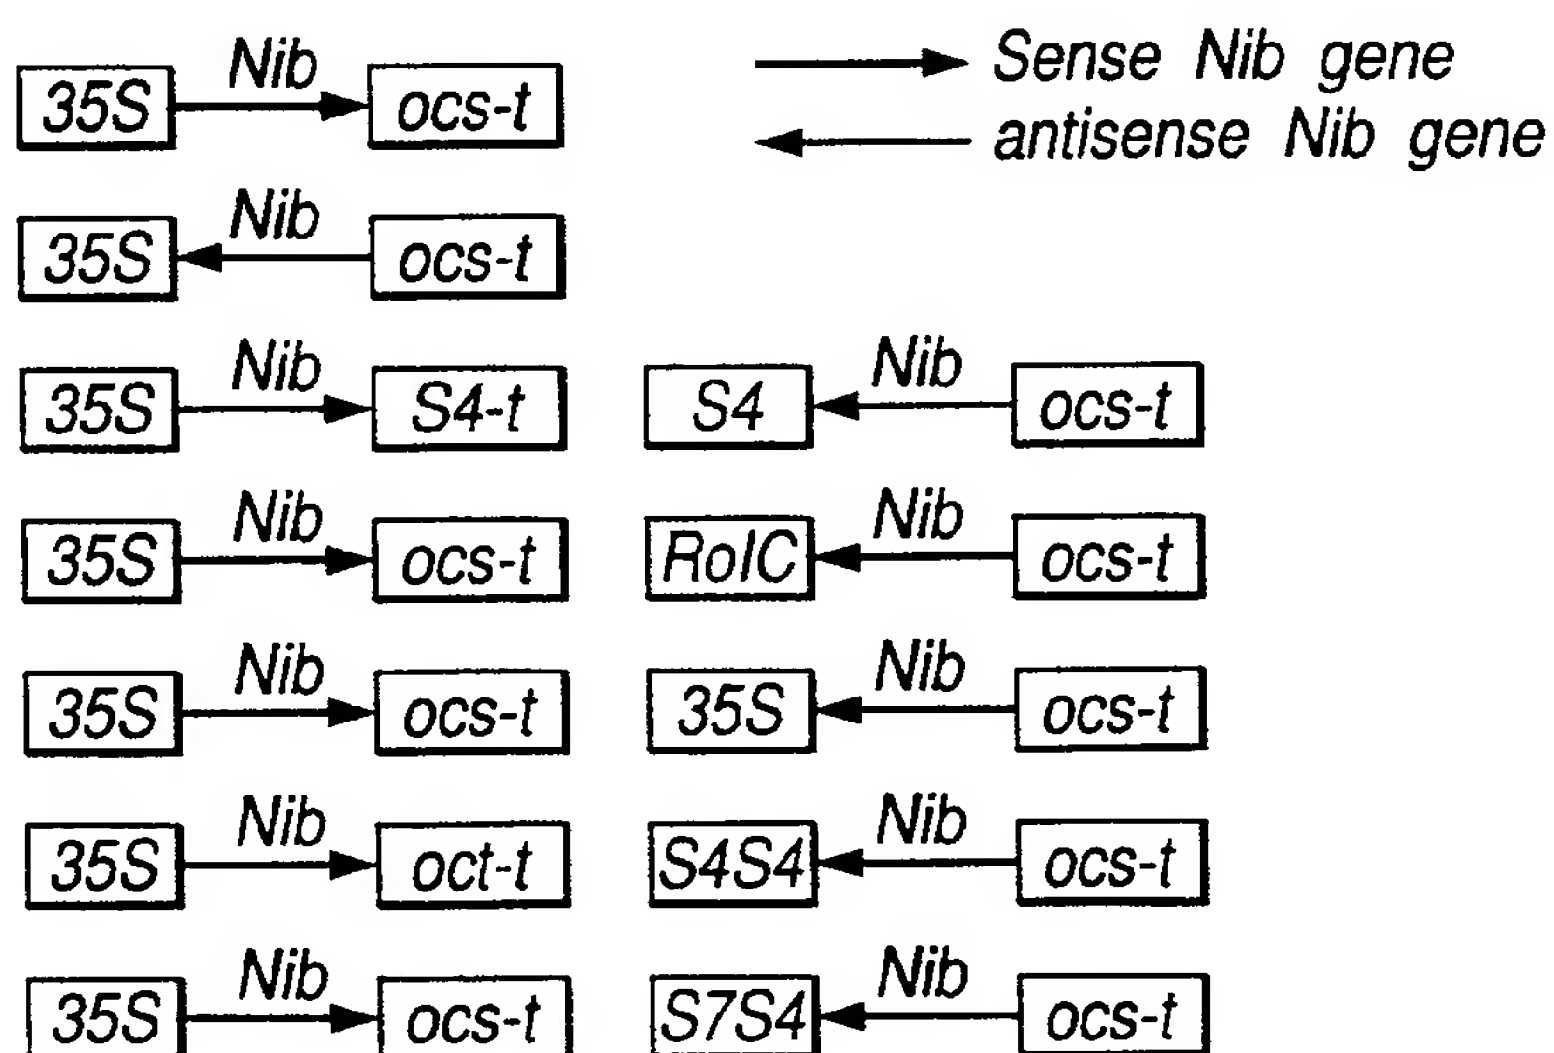 Nib
35S ocs-t
Sense Nib gene
antisense Nib gene
Nib
35S ocs-t
Nib Nib
35S S4-t S4 ocs-t
Nib Nib
35S ocs-t RolC ocs-t
Nib Nib
35S ocs-t 35S ocs-t
Nib Nib
35S oct-t S4S4 ocs-t
Nib Nib
35S ocs-t S7S4 ocs-t